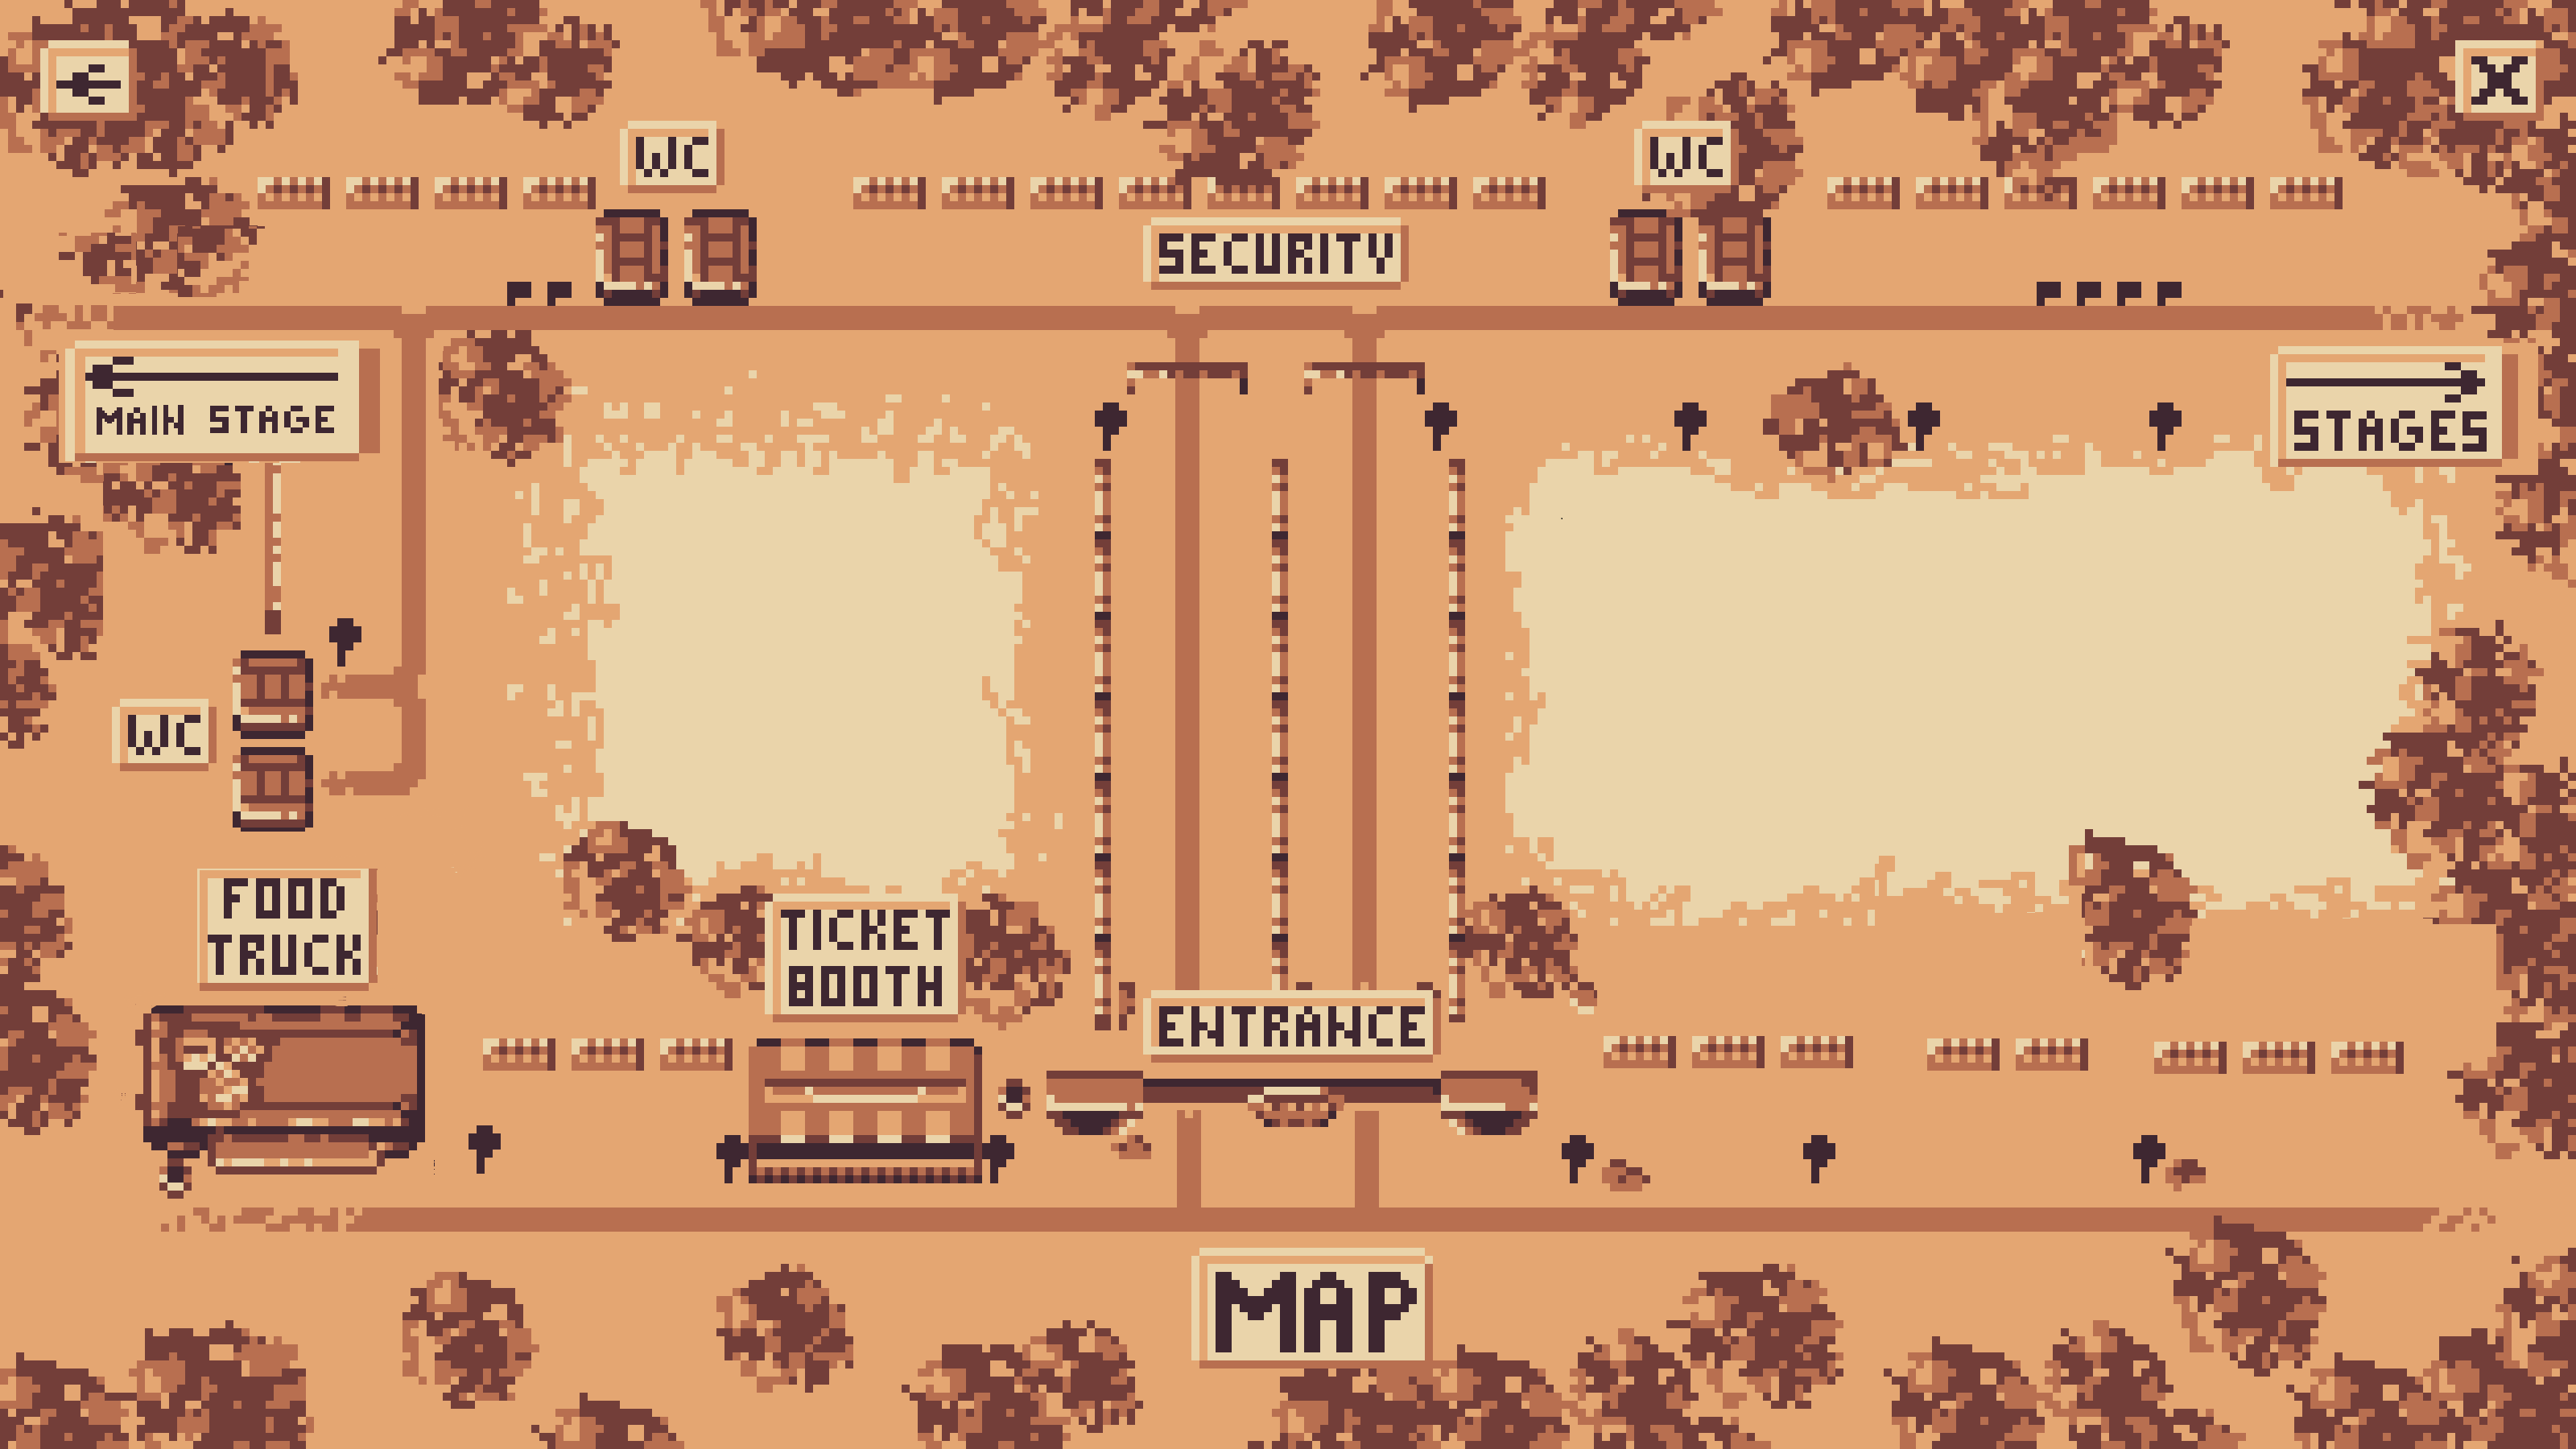 WC
WC
SECURITY
MAIN STAGE
STAGES
WC
FOOD
TRUCK
TICKET
BOOTH
ENTRANCE
MAP